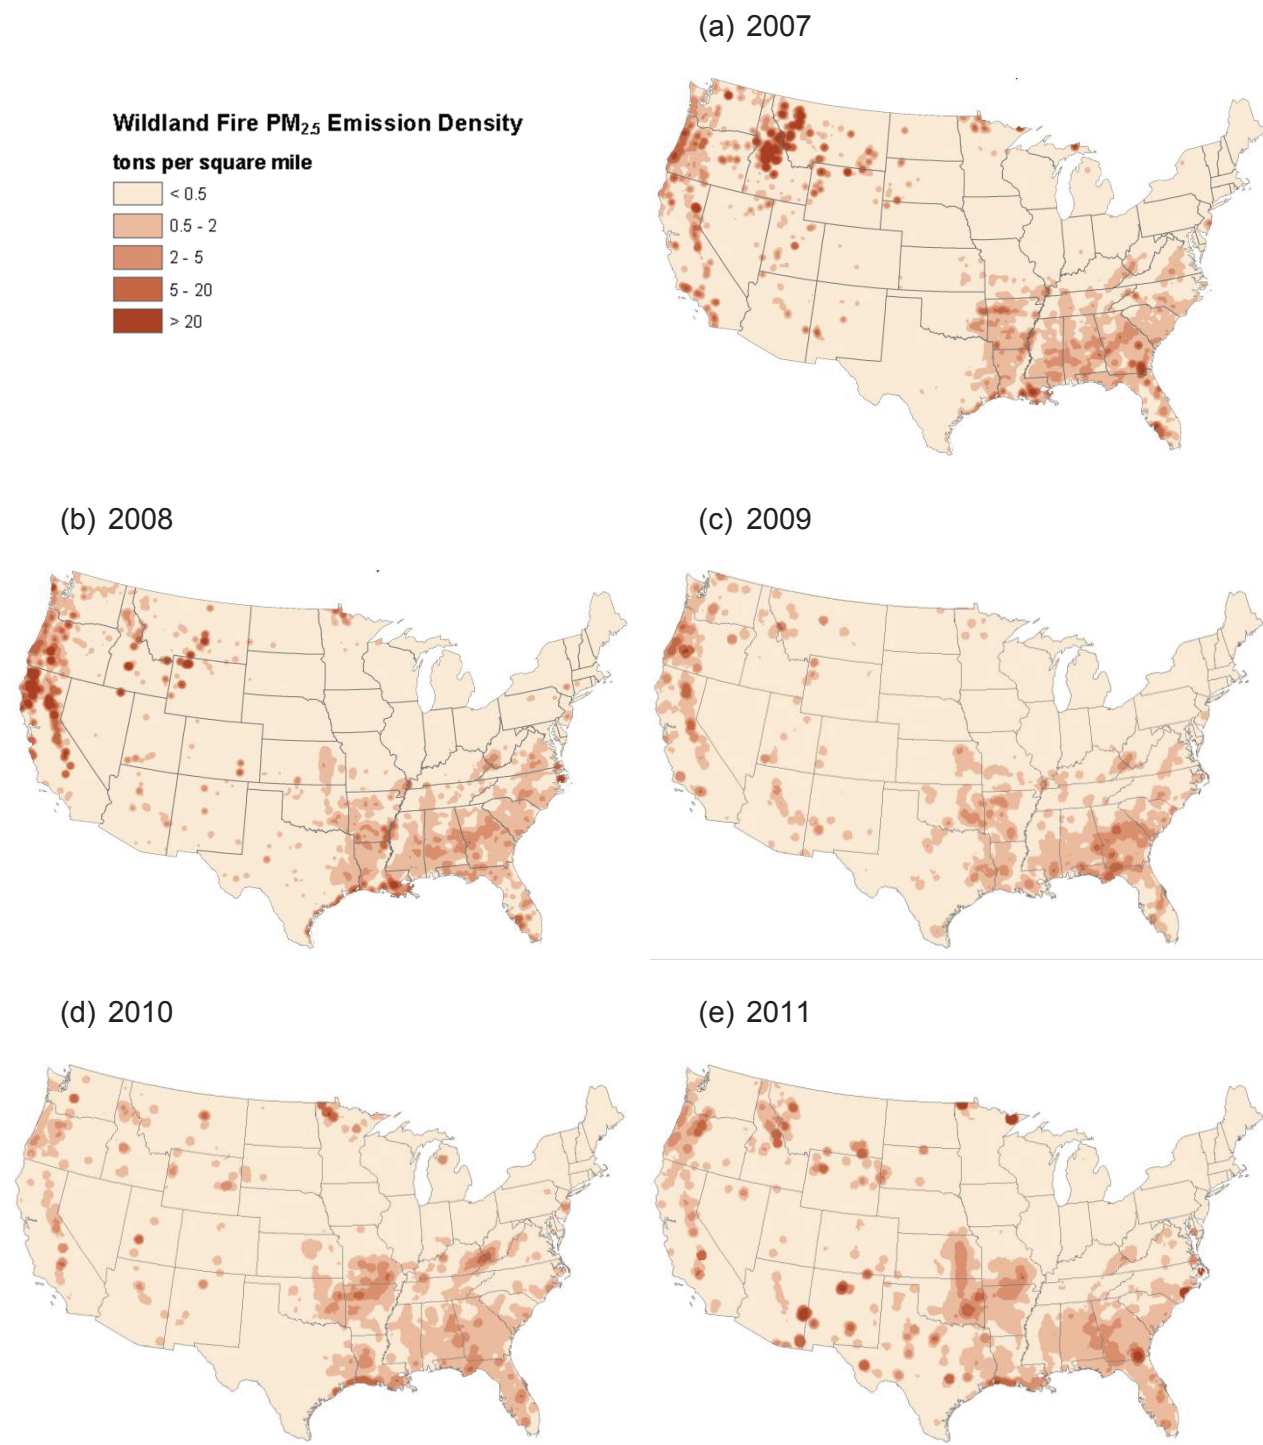 (a) 2007
Wildland Fire PM2.5 Emission Density
tons per square mile
< 0.5
0.5 - 2
2 - 5
5 - 20
> 20
(b) 2008
(c) 2009
(d) 2010
(e) 2011